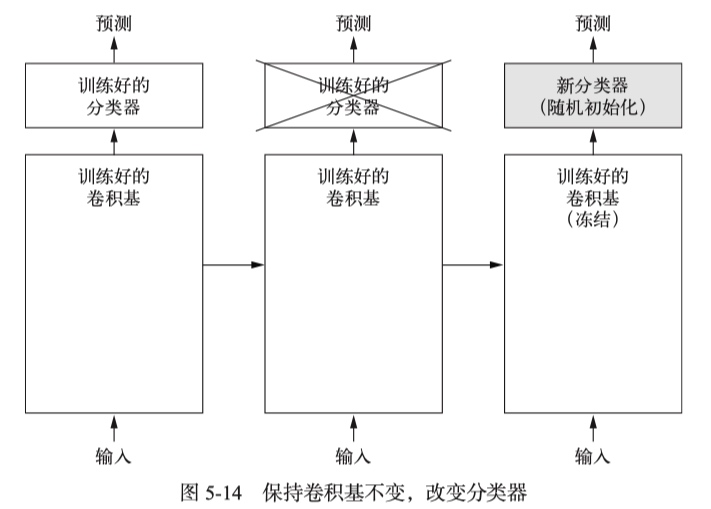 预测
训练好的
分类器
训练好的
卷积基
输入
预测
训练好的
分类器
训练好的
卷积基
输入
预测
新分类器
（随机初始化）
训练好的
卷积基
（冻结）
输入
图 5-14 保持卷积基不变，改变分类器